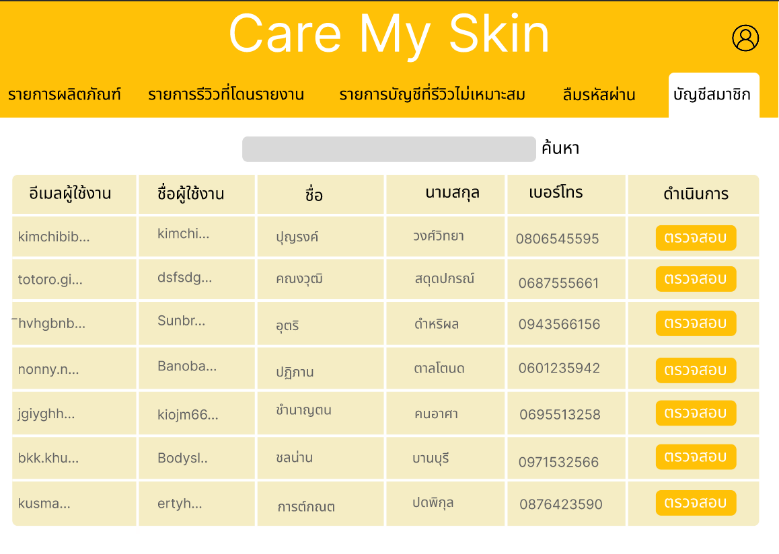 Care My Skin
รายการผลิตภัณฑ์ รายการรีวิวที่โดนรายงาน รายการบัญชีที่รีวิวไม่เหมาะสม ลืมรหัสผ่าน บัญชีสมาชิก
ค้นหา
อีเมลผู้ใช้งาน ชื่อผู้ใช้งาน ชื่อ นามสกุล เบอร์โทร ดำเนินการ
kimchibib... kimchi... ปุญรงค์ วงศ์วิทยา 0806545595 ตรวจสอบ
totoro.gi... dsfsdg... คณงวุฒิ สดุดปกรณ์ 0687555661 ตรวจสอบ
hvhgbnb... Sunbr... อุตริ ดำหริผล 0943566156 ตรวจสอบ
nonny.n... Banoba... ปฏิภาน ตาลโตนด 0601235942 ตรวจสอบ
jgiyghh... kiojm66... ชำนาญตน คนอาศา 0695513258 ตรวจสอบ
bkk.khu... Bodysl.. ชลน่าน บานบุรี 0971532566 ตรวจสอบ
kusma... ertyh... การต์กณต ปดพิกุล 0876423590 ตรวจสอบ